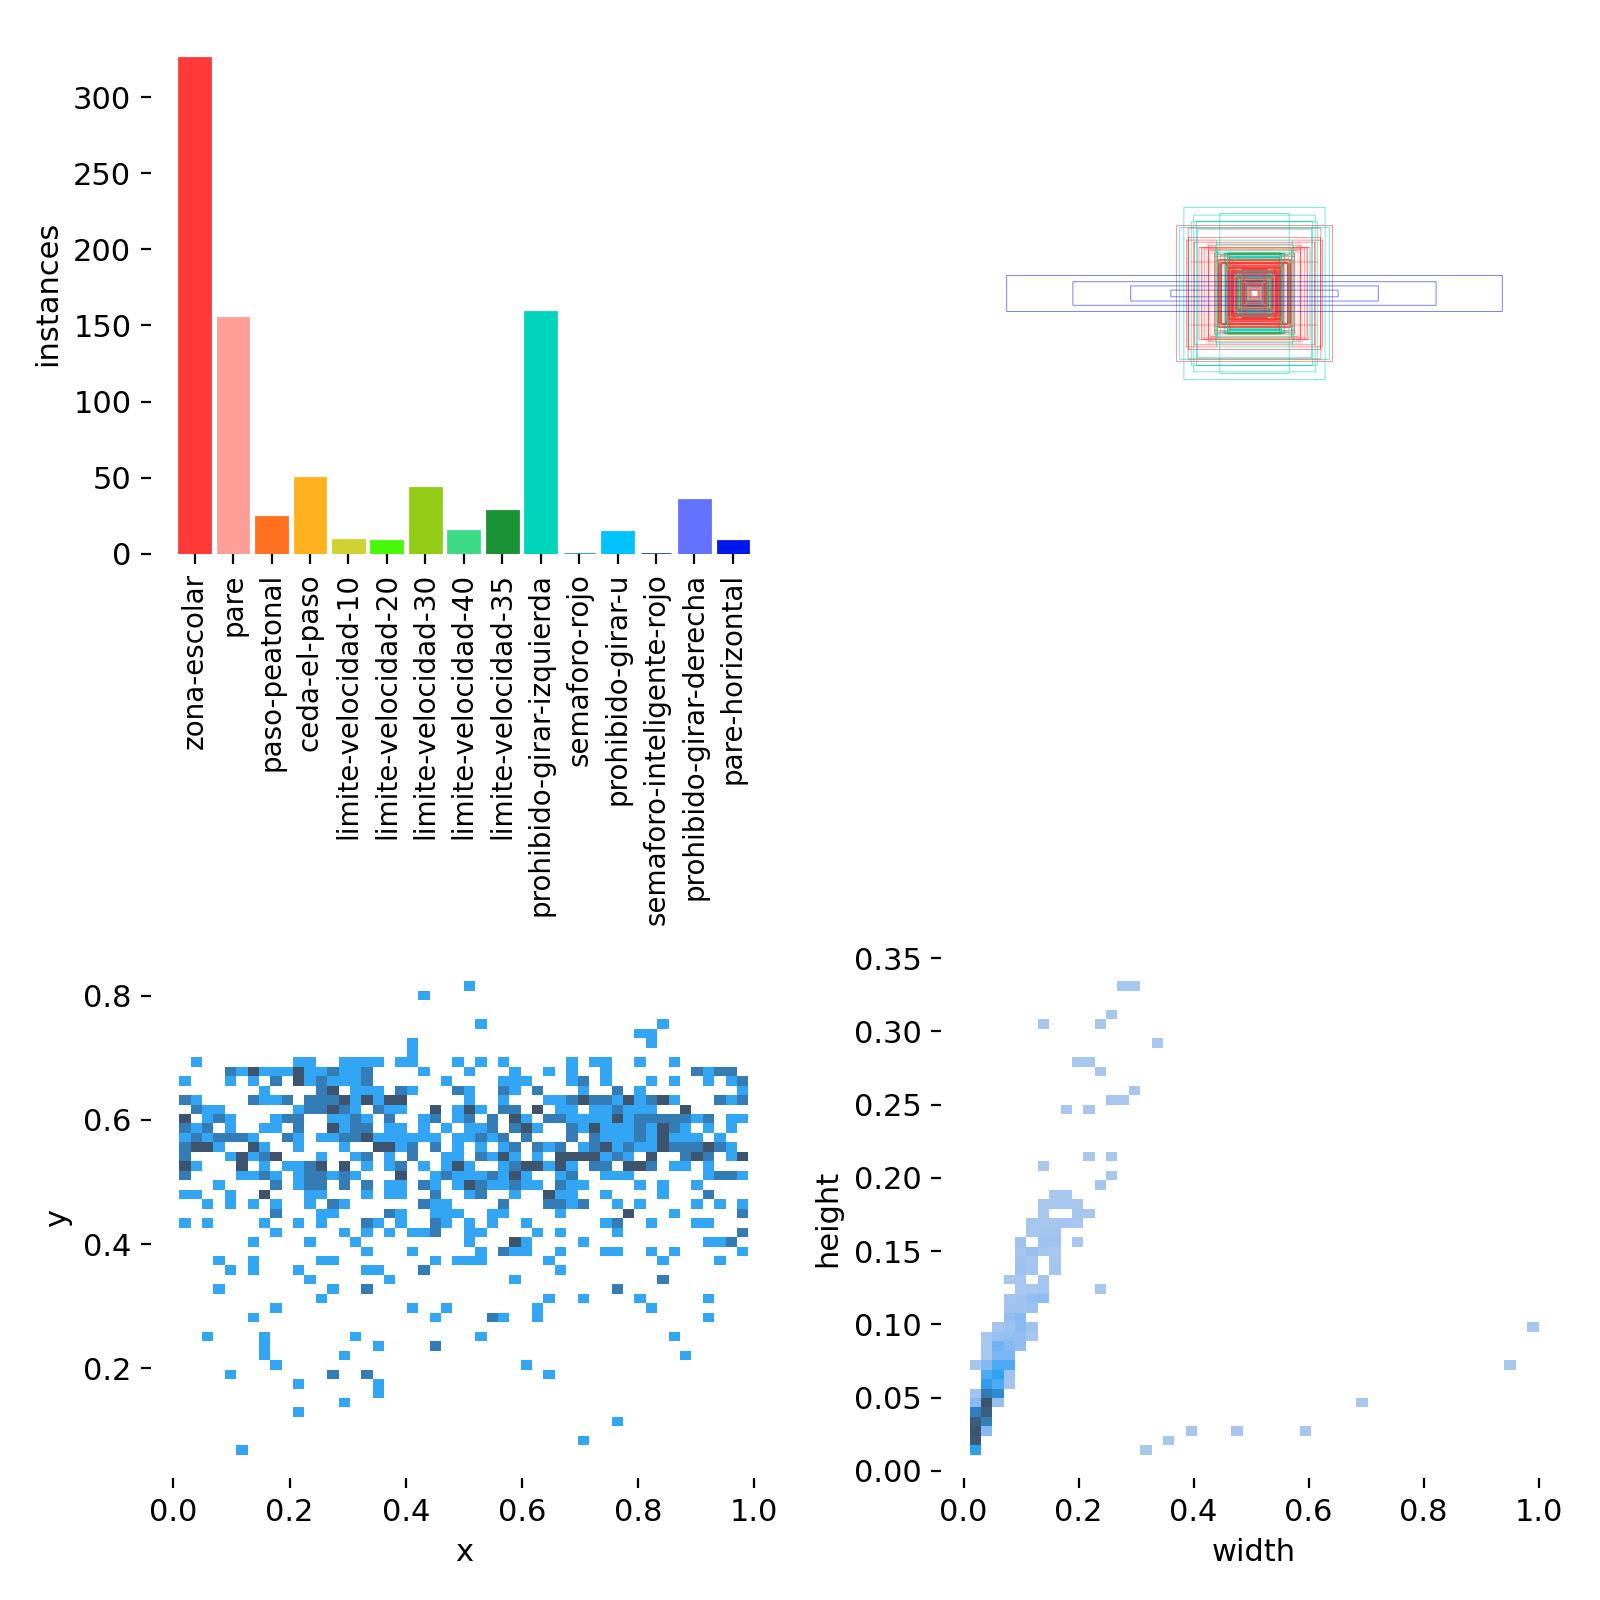 instances
300
250
200
150
100
50
0
zona-escolar
pare
paso-peatonal
ceda-el-paso
limite-velocidad-10
limite-velocidad-20
limite-velocidad-30
limite-velocidad-40
limite-velocidad-35
prohibido-girar-izquierda
semaforo-rojo
prohibido-girar-u
semaforo-inteligente-rojo
prohibido-girar-derecha
pare-horizontal
y
0.8
0.6
0.4
0.2
0.0 0.2 0.4 0.6 0.8 1.0
x
height
0.35
0.30
0.25
0.20
0.15
0.10
0.05
0.00
0.0 0.2 0.4 0.6 0.8 1.0
width